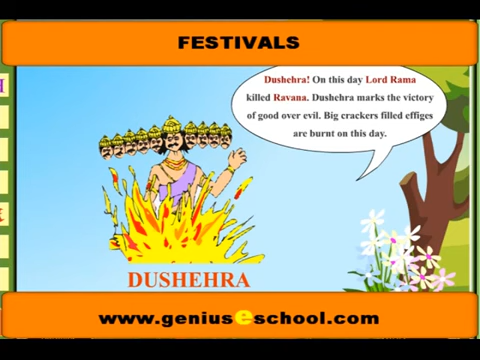 FESTIVALS
Dushehra! On this day Lord Rama
killed Ravana. Dushehra marks the victory
of good over evil. Big crackers filled effiges
are burnt on this day.
DUSHEHRA
www.geniuseschool.com